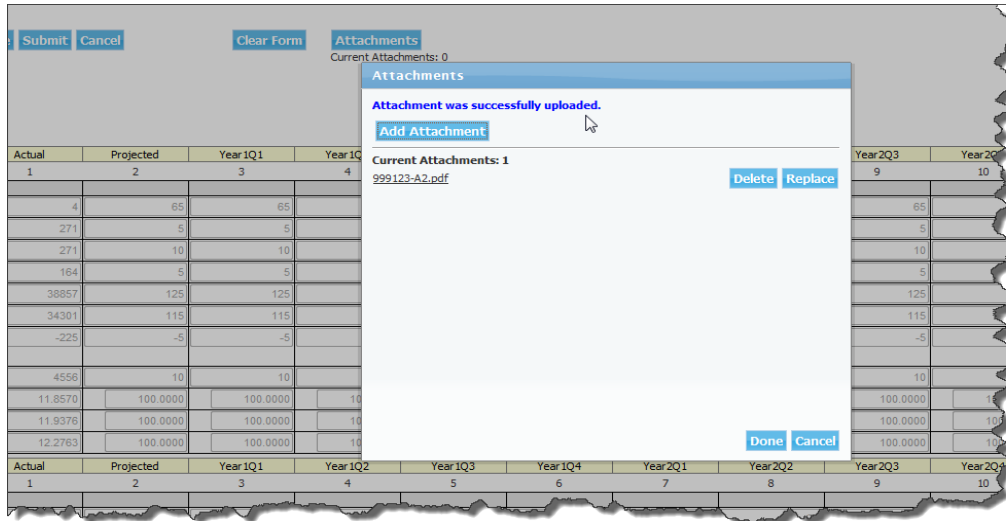 Submit Cancel Clear Form Attachments
Current Attachments: 0
Attachments
Attachment was successfully uploaded.
Add Attachment
Current Attachments: 1
999123-A2.pdf Delete Replace
Done Cancel
Actual Projected Year1Q1 Year2Q3
1 2 3 4 9 10
4 65 65 65
271 5 5 5
271 10 10 10
164 5 5 5
38857 125 125 125
34301 115 115 115
-225 -5 -5 -5
4556 10 10 10
11.8570 100.0000 100.0000 100.0000
11.9376 100.0000 100.0000 100.0000
12.2763 100.0000 100.0000 100.0000
Actual Projected Year1Q1 Year1Q2 Year1Q3 Year1Q4 Year2Q1 Year2Q2 Year2Q3 Year2Q4
1 2 3 4 5 6 7 8 9 10